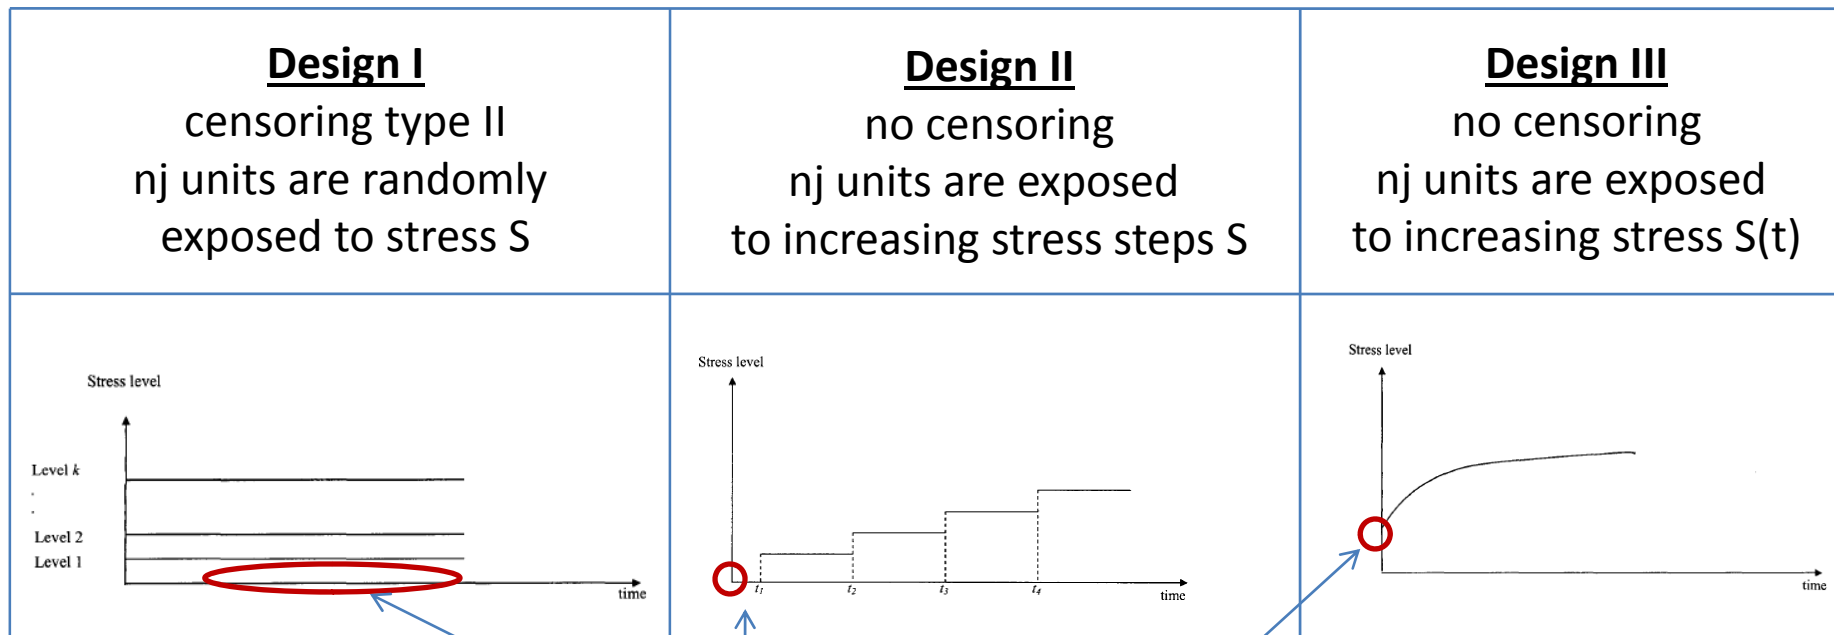 Design I
censoring type II
nj units are randomly
exposed to stress S
Design II
no censoring
nj units are exposed
to increasing stress steps S
Design III
no censoring
nj units are exposed
to increasing stress S(t)
Stress level
Level k
.
.
Level 2
Level 1
time
Stress level
t1 t2 t3 t4
time
Stress level
time